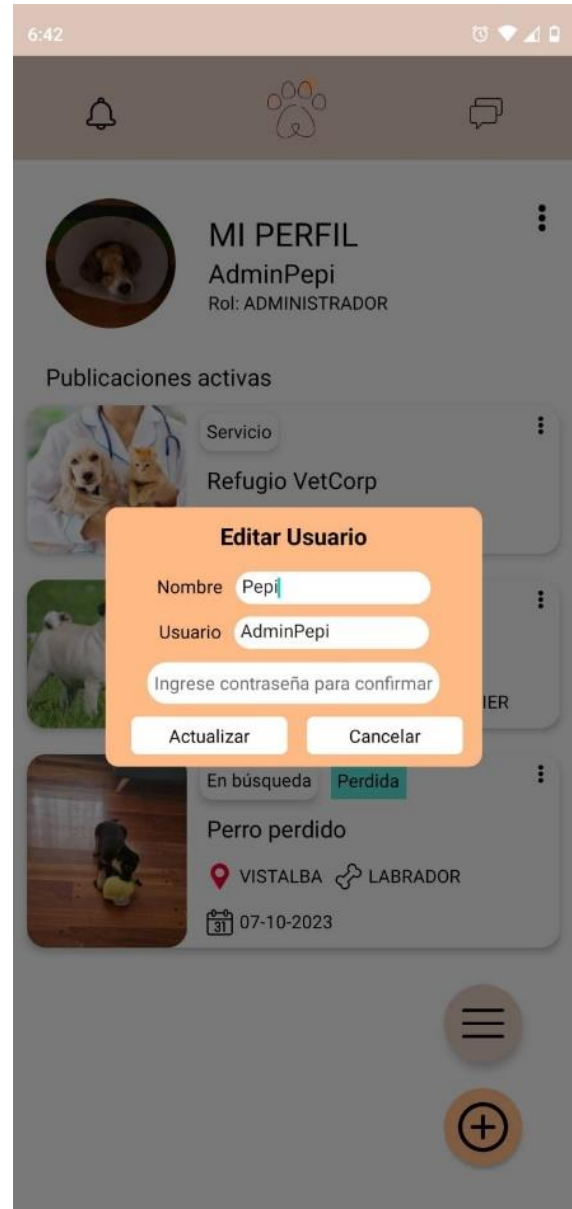 6:42
MI PERFIL
AdminPepi
Rol: ADMINISTRADOR
Publicaciones activas
Servicio
Refugio VetCorp
Editar Usuario
Nombre Pepi
Usuario AdminPepi
Ingrese contraseña para confirmar
IER
Actualizar Cancelar
En búsqueda Perdida
Perro perdido
VISTALBA LABRADOR
31 07-10-2023